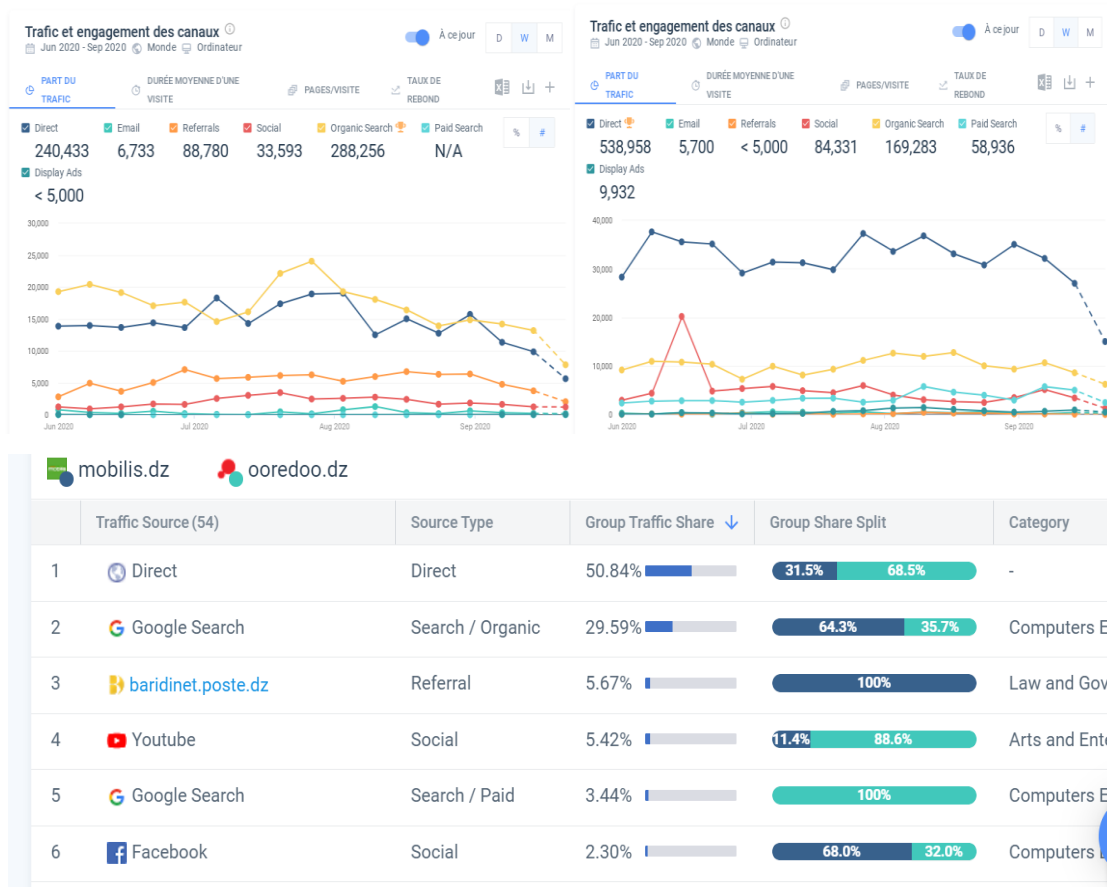 Trafic et engagement des canaux
Jun 2020 - Sep 2020 Monde Ordinateur
À ce jour
D W M
PART DU TRAFIC
DURÉE MOYENNE D'UNE VISITE
PAGES/VISITE
TAUX DE REBOND
Direct Email Referrals Social Organic Search Paid Search
240,433 6,733 88,780 33,593 288,256 N/A
% #
Display Ads
< 5,000
30,000
25,000
20,000
15,000
10,000
5,000
0
Jun 2020 Jul 2020 Aug 2020 Sep 2020
Trafic et engagement des canaux
Jun 2020 - Sep 2020 Monde Ordinateur
À ce jour
D W M
PART DU TRAFIC
DURÉE MOYENNE D'UNE VISITE
PAGES/VISITE
TAUX DE REBOND
Direct Email Referrals Social Organic Search Paid Search
538,958 5,700 < 5,000 84,331 169,283 58,936
% #
Display Ads
9,932
40,000
30,000
20,000
10,000
0
Jun 2020 Jul 2020 Aug 2020 Sep 2020
mobilis.dz ooredoo.dz
Traffic Source (54) Source Type Group Traffic Share Group Share Split Category
1 Direct Direct 50.84% 31.5% 68.5% -
2 Google Search Search / Organic 29.59% 64.3% 35.7% Computers E
3 baridinet.poste.dz Referral 5.67% 100% Law and Gov
4 Youtube Social 5.42% 11.4% 88.6% Arts and Ente
5 Google Search Search / Paid 3.44% 100% Computers E
6 Facebook Social 2.30% 68.0% 32.0% Computers